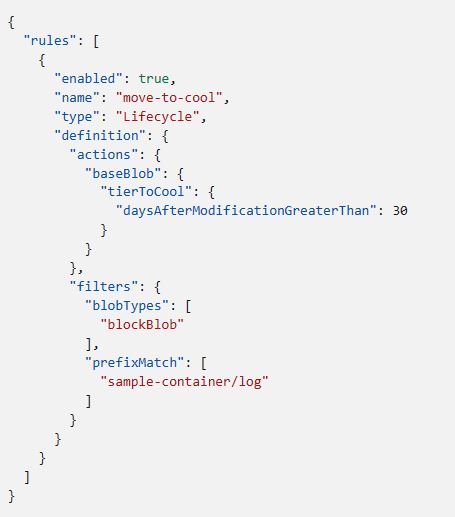 {
  "rules": [
    {
      "enabled": true,
      "name": "move-to-cool",
      "type": "Lifecycle",
      "definition": {
        "actions": {
          "baseBlob": {
            "tierToCool": {
              "daysAfterModificationGreaterThan": 30
            }
          }
        },
        "filters": {
          "blobTypes": [
            "blockBlob"
          ],
          "prefixMatch": [
            "sample-container/log"
          ]
        }
      }
    }
  ]
}